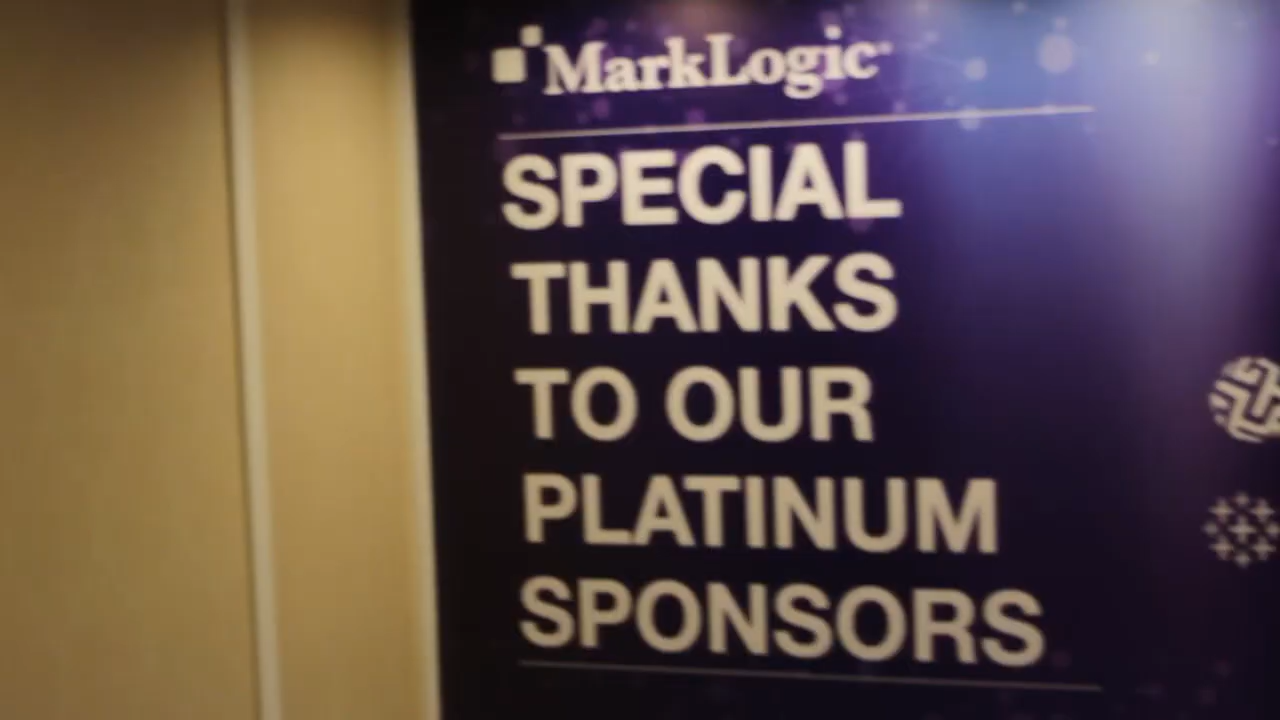 MarkLogic
SPECIAL
THANKS
TO OUR
PLATINUM
SPONSORS